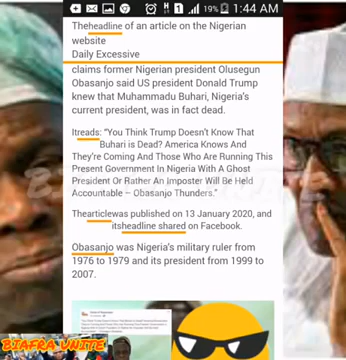 19% 1:44 AM
Theheadline of an article on the Nigerian
website
Daily Excessive
claims former Nigerian president Olusegun
Obasanjo said US president Donald Trump
knew that Muhammadu Buhari, Nigeria's
current president, was in fact dead.
Itreads: “You Think Trump Doesn't Know That
Buhari is Dead? America Knows And
They're Coming And Those Who Are Running This
Present Government In Nigeria With A Ghost
President Or Rather An Imposter Will Be Held
Accountable – Obasanjo Thunders.”
Thearticlewas published on 13 January 2020, and
itsheadline shared on Facebook.
Obasanjo was Nigeria's military ruler from
1976 to 1979 and its president from 1999 to
2007.
BIAFRA UNITE